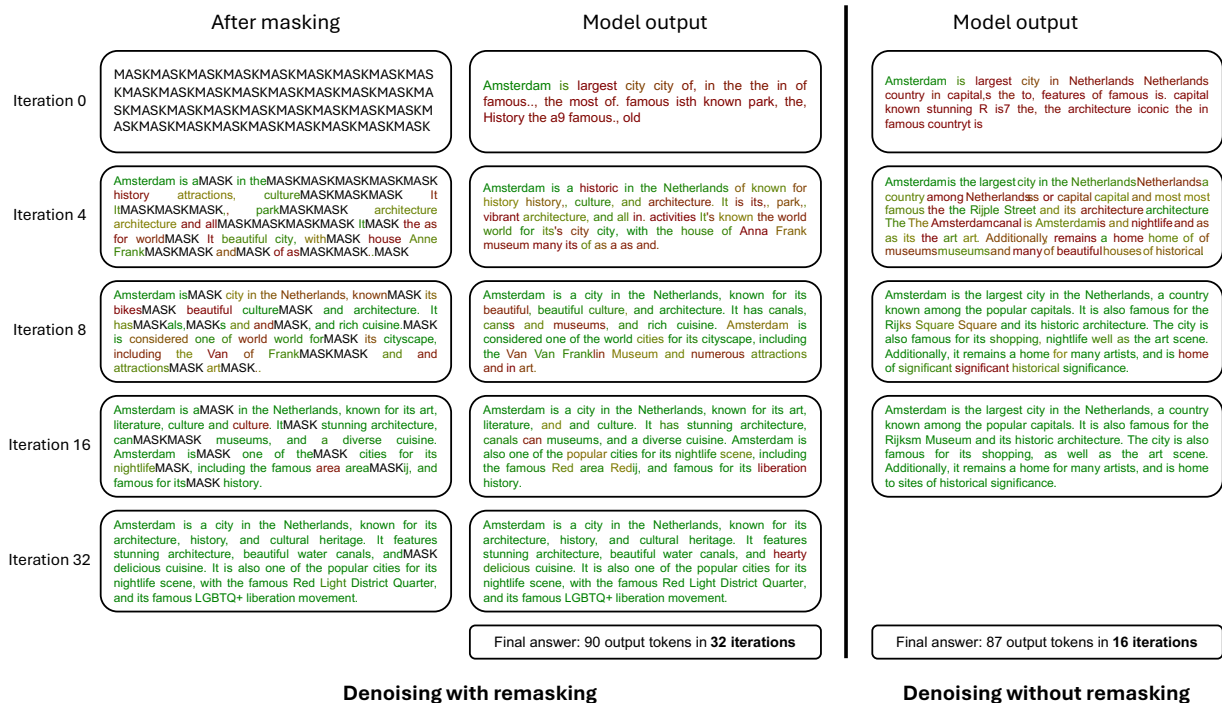 After masking
Model output
Model output
Iteration 0
MASKMASKMASKMASKMASKMASKMASKMASKMAS
KMASKMASKMASKMASKMASKMASKMASKMASKMA
SKMASKMASKMASKMASKMASKMASKMASKMASKM
ASKMASKMASKMASKMASKMASKMASKMASKMASK
Amsterdam is largest city city of, in the the in of
famous.., the most of. famous isth known park, the,
History the a9 famous., old
Amsterdam is largest city in Netherlands Netherlands
country in capital,s the to, features of famous is. capital
known stunning R is7 the, the architecture iconic the in
famous countryt is
Iteration 4
Amsterdam is aMASK in theMASKMASKMASKMASKMASK
history attractions, cultureMASKMASKMASK It
ItMASKMASKMASK,, parkMASKMASK architecture
architecture and allMASKMASKMASKMASK ItMASK the as
for worldMASK It beautiful city, withMASK house Anne
FrankMASKMASK andMASK of asMASKMASK..MASK
Amsterdam is a historic in the Netherlands of known for
history history,, culture, and architecture. It is its,, park,,
vibrant architecture, and all in. activities It's known the world
world for its's city city, with the house of Anna Frank
museum many its of as a as and.
Amsterdamis the largest city in the NetherlandsNetherlandsa
country among Netherlandsss or capital capital and most most
famous the the Rijple Street and its architecture architecture
The The Amsterdamcanal is Amsterdamis and nightlife and as
as its the art art. Additionally, remains a home home of of
museumsmuseumsand many of beautiful houses of historical.
Iteration 8
Amsterdam isMASK city in the Netherlands, knownMASK its
bikesMASK beautiful cultureMASK and architecture. It
hasMASKals,MASKs and andMASK, and rich cuisine.MASK
is considered one of world world forMASK its cityscape,
including the Van of FrankMASKMASK and and
attractionsMASK artMASK..
Amsterdam is a city in the Netherlands, known for its
beautiful, beautiful culture, and architecture. It has canals,
canss and museums, and rich cuisine. Amsterdam is
considered one of the world cities for its cityscape, including
the Van Van Franklin Museum and numerous attractions
and in art.
Amsterdam is the largest city in the Netherlands, a country
known among the popular capitals. It is also famous for the
Rijks Square Square and its historic architecture. The city is
also famous for its shopping, nightlife well as the art scene.
Additionally, it remains a home for many artists, and is home
of significant significant historical significance.
Iteration 16
Amsterdam is aMASK in the Netherlands, known for its art,
literature, culture and culture. ItMASK stunning architecture,
canMASKMASK museums, and a diverse cuisine.
Amsterdam isMASK one of theMASK cities for its
nightlifeMASK, including the famous area areaMASKij, and
famous for itsMASK history.
Amsterdam is a city in the Netherlands, known for its art,
literature, and and culture. It has stunning architecture,
canals can museums, and a diverse cuisine. Amsterdam is
also one of the popular cities for its nightlife scene, including
the famous Red area Redij, and famous for its liberation
history.
Amsterdam is the largest city in the Netherlands, a country
known among the popular capitals. It is also famous for the
Rijksm Museum and its historic architecture. The city is also
famous for its shopping, as well as the art scene.
Additionally, it remains a home for many artists, and is home
to sites of historical significance.
Iteration 32
Amsterdam is a city in the Netherlands, known for its
architecture, history, and cultural heritage. It features
stunning architecture, beautiful water canals, andMASK
delicious cuisine. It is also one of the popular cities for its
nightlife scene, with the famous Red Light District Quarter,
and its famous LGBTQ+ liberation movement.
Amsterdam is a city in the Netherlands, known for its
architecture, history, and cultural heritage. It features
stunning architecture, beautiful water canals, and hearty
delicious cuisine. It is also one of the popular cities for its
nightlife scene, with the famous Red Light District Quarter,
and its famous LGBTQ+ liberation movement.
Final answer: 90 output tokens in 32 iterations
Final answer: 87 output tokens in 16 iterations
Denoising with remasking
Denoising without remasking